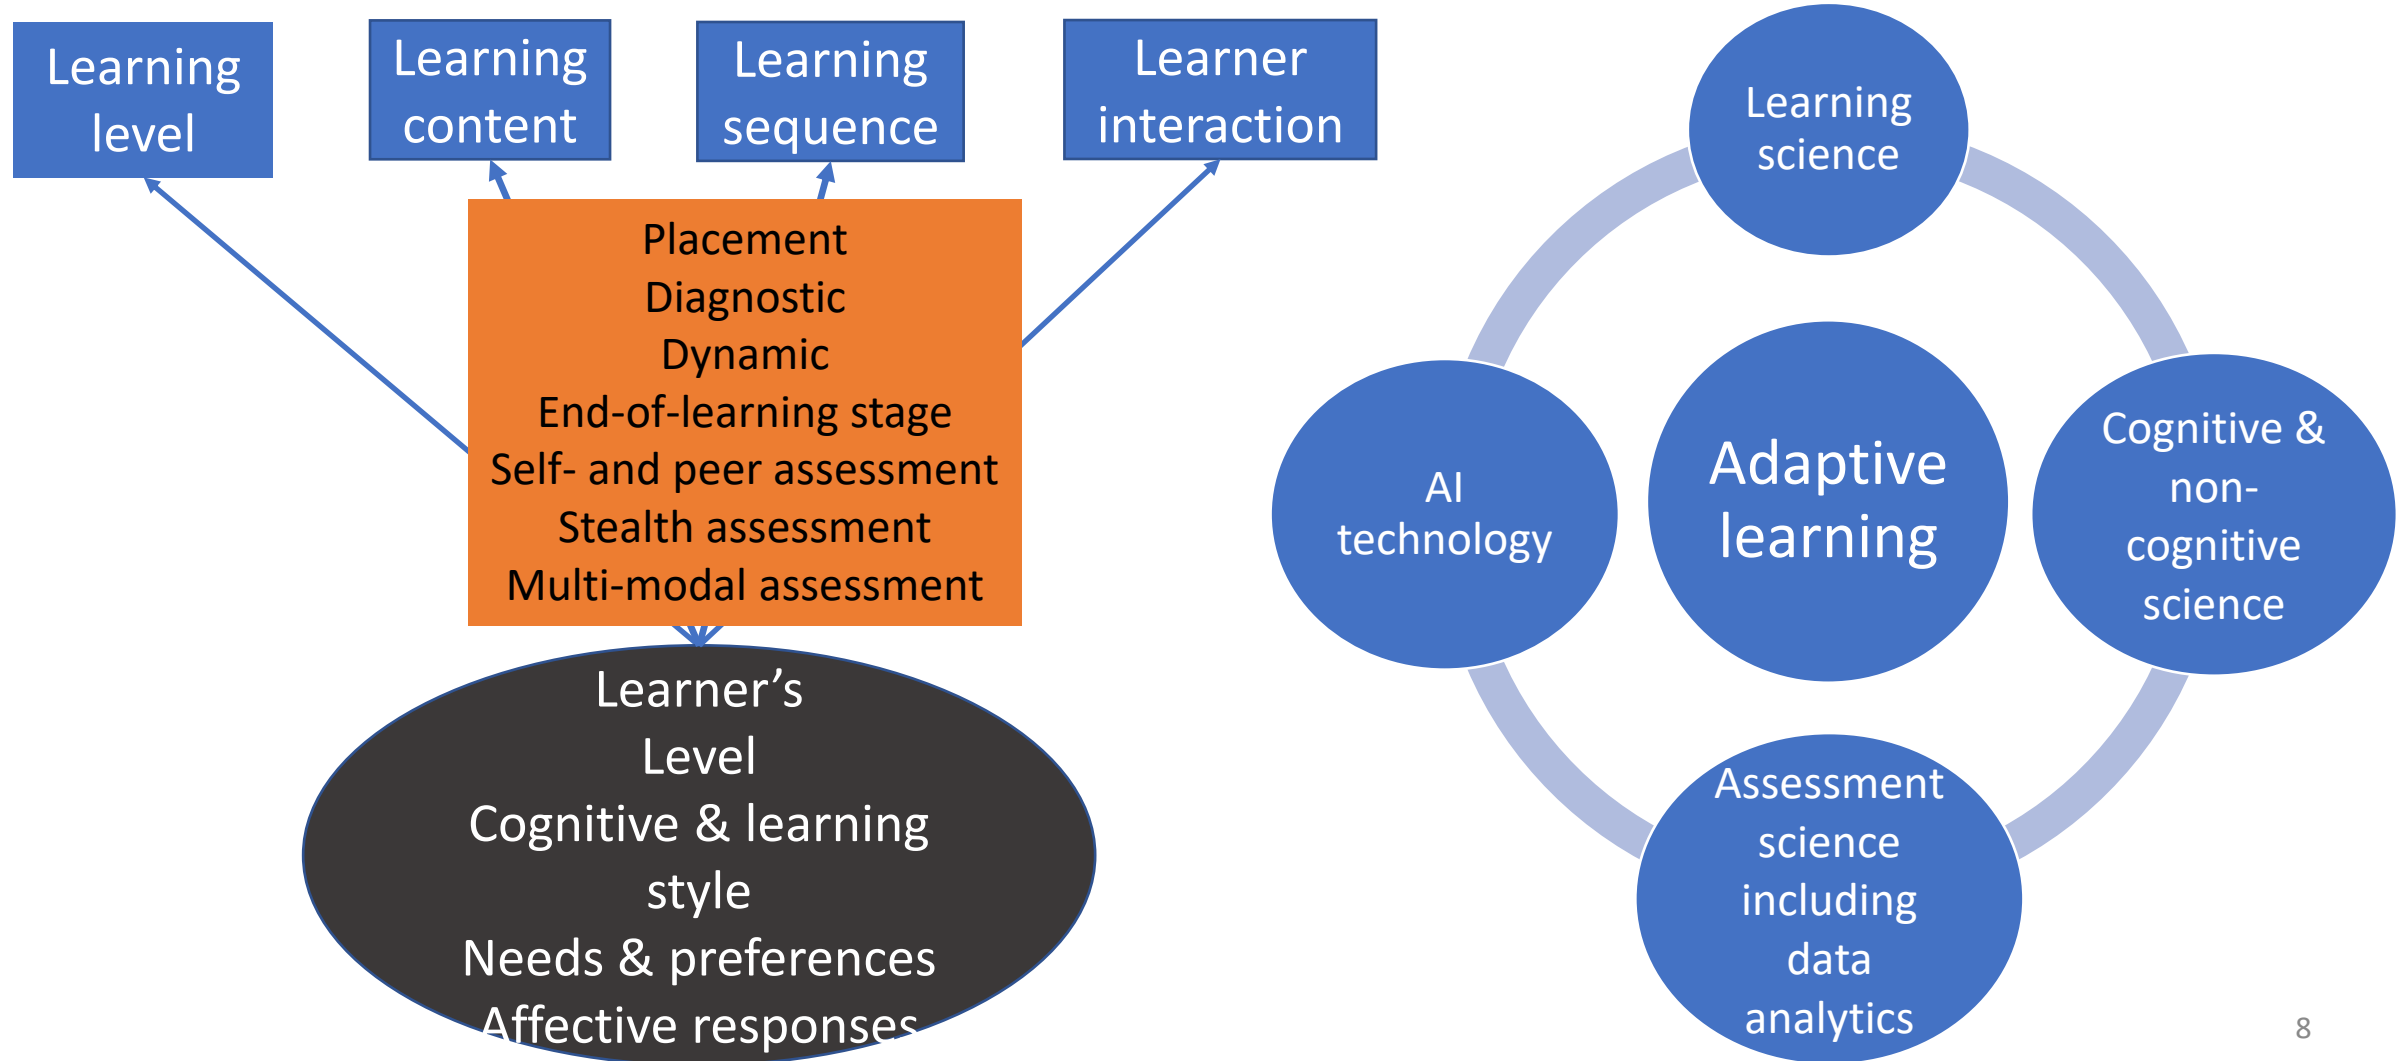 Learning
level
Learning
content
Learning
sequence
Learner
interaction
Placement
Diagnostic
Dynamic
End-of-learning stage
Self- and peer assessment
Stealth assessment
Multi-modal assessment
Learner’s
Level
Cognitive & learning
style
Needs & preferences
Affective responses
Learning
science
Cognitive &
non-
cognitive
science
Adaptive
learning
AI
technology
Assessment
science
including
data
analytics
8